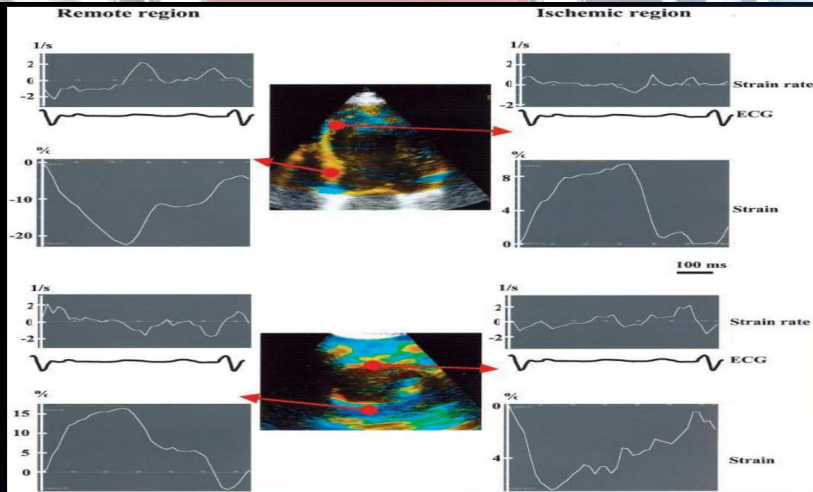 Remote region
Ischemic region
1/s
2
0
-2
1/s
2
0
-2
Strain rate
ECG
%
0
-10
-20
%
8
4
0
Strain
100 ms
1/s
2
0
-2
1/s
2
0
-2
Strain rate
ECG
%
15
10
5
0
%
0
4
Strain